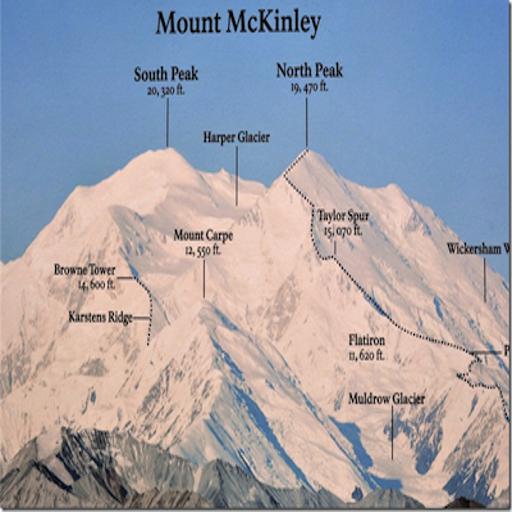 Mount McKinley
South Peak
20, 320 ft.
North Peak
19, 470 ft.
Harper Glacier
Taylor Spur
15, 070 ft.
Mount Carpe
12, 550 ft.
Wickersham W
Browne Tower
14, 600 ft.
Karstens Ridge
Flatiron
11, 620 ft.
P
Muldrow Glacier